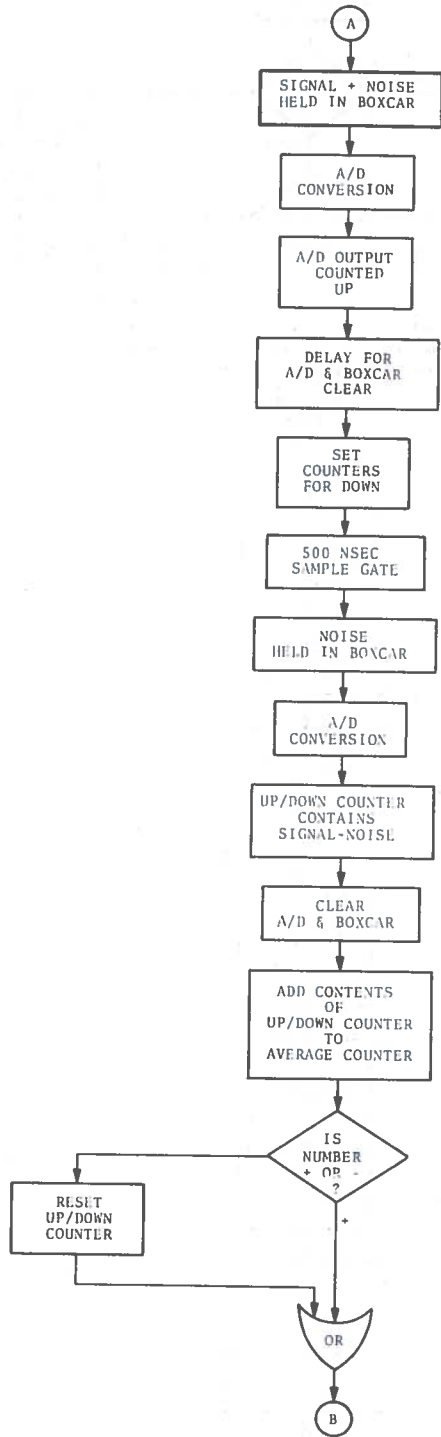 A
SIGNAL + NOISE
HELD IN BOXCAR
A/D
CONVERSION
A/D OUTPUT
COUNTED
UP
DELAY FOR
A/D & BOXCAR
CLEAR
SET
COUNTERS
FOR DOWN
500 NSEC
SAMPLE GATE
NOISE
HELD IN BOXCAR
A/D
CONVERSION
UP/DOWN COUNTER
CONTAINS
SIGNAL-NOISE
CLEAR
A/D & BOXCAR
ADD CONTENTS
OF
UP/DOWN COUNTER
TO
AVERAGE COUNTER
IS
NUMBER
+ OR -
?
RESET
UP/DOWN
COUNTER
+
OR
B